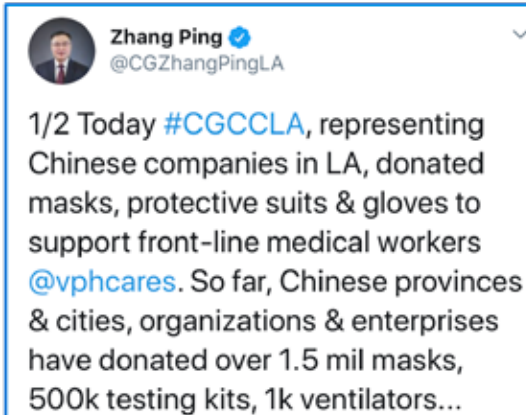 Zhang Ping
@CGZhangPingLA
1/2 Today #CGCCLA, representing
Chinese companies in LA, donated
masks, protective suits & gloves to
support front-line medical workers
@vphcares. So far, Chinese provinces
& cities, organizations & enterprises
have donated over 1.5 mil masks,
500k testing kits, 1k ventilators...